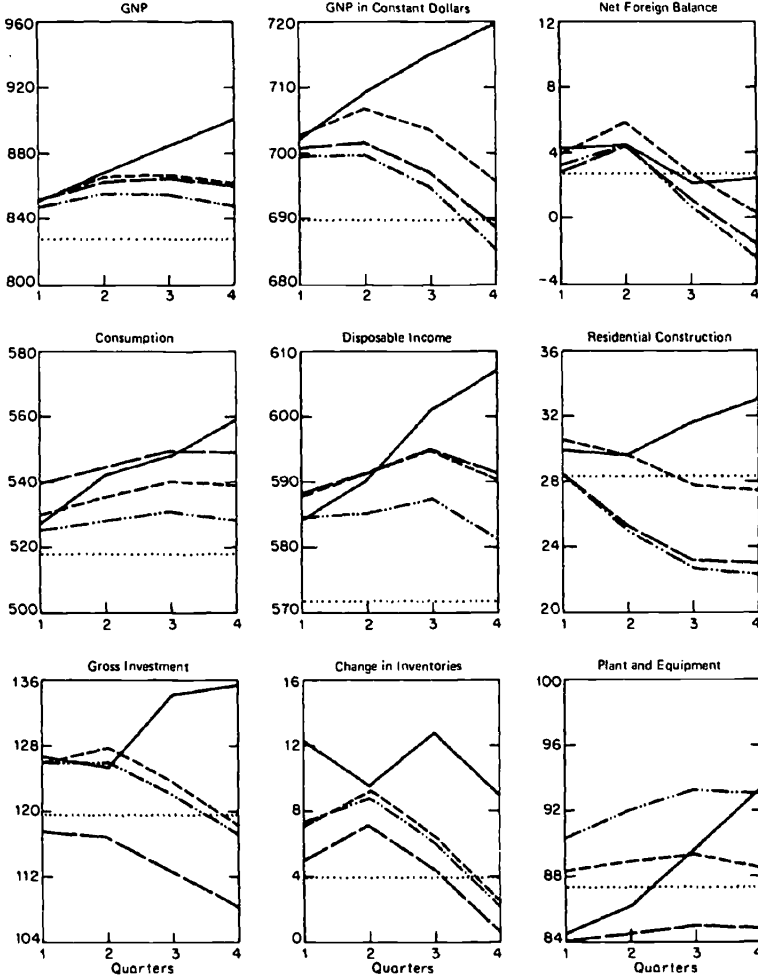 GNP
960
920
880
840
800
1 2 3 4
GNP in Constant Dollars
720
710
700
690
680
1 2 3 4
Net Foreign Balance
12
8
4
0
-4
1 2 3 4
Consumption
580
560
540
520
500
1 2 3 4
Disposable Income
610
600
590
580
570
1 2 3 4
Residential Construction
36
32
28
24
20
1 2 3 4
Gross Investment
136
128
120
112
104
1 2 3 4
Quarters
Change in Inventories
16
12
8
4
0
1 2 3 4
Quarters
Plant and Equipment
100
96
92
88
84
1 2 3 4
Quarters